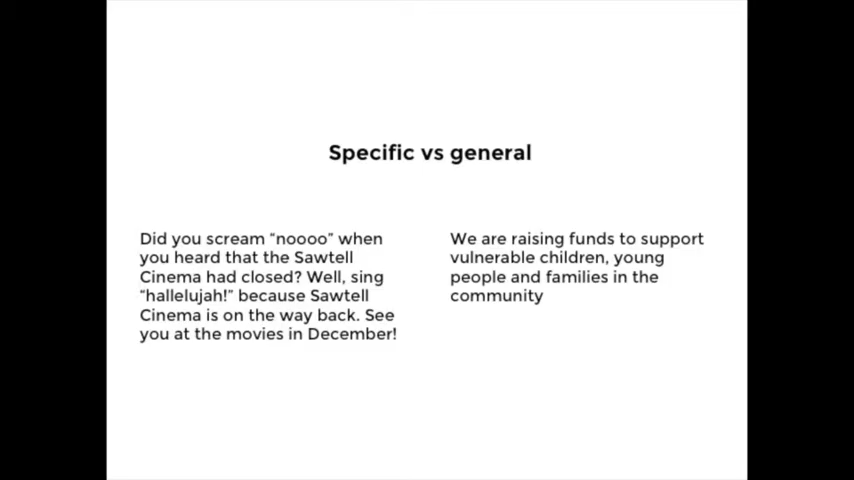 Specific vs general
Did you scream “noooo” when
you heard that the Sawtell
Cinema had closed? Well, sing
“hallelujah!” because Sawtell
Cinema is on the way back. See
you at the movies in December!
We are raising funds to support
vulnerable children, young
people and families in the
community